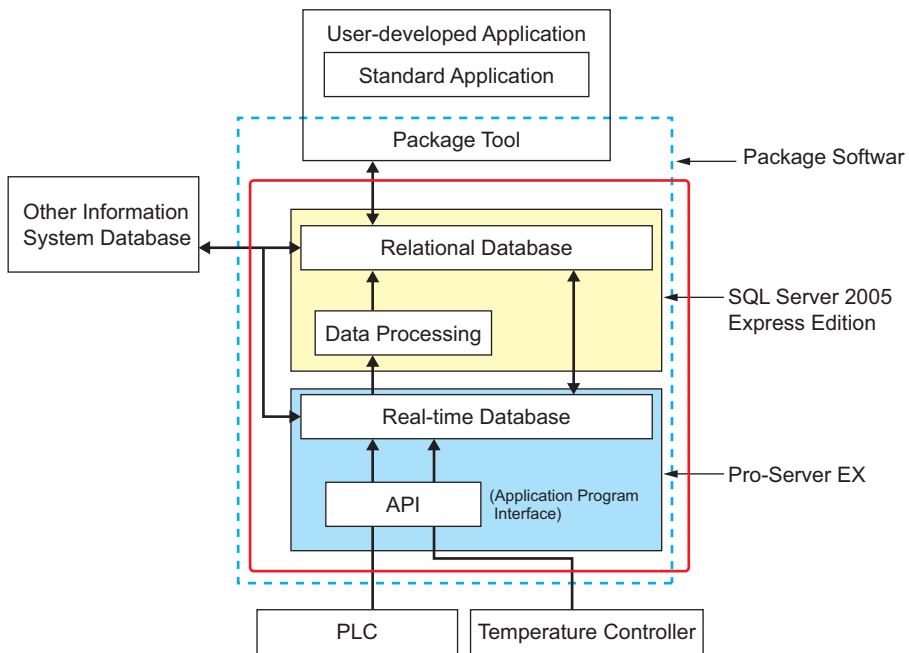 User-developed Application
Standard Application
Package Tool
Package Softwar
Other Information
System Database
Relational Database
SQL Server 2005
Express Edition
Data Processing
Real-time Database
Pro-Server EX
API
(Application Program
Interface)
PLC
Temperature Controller